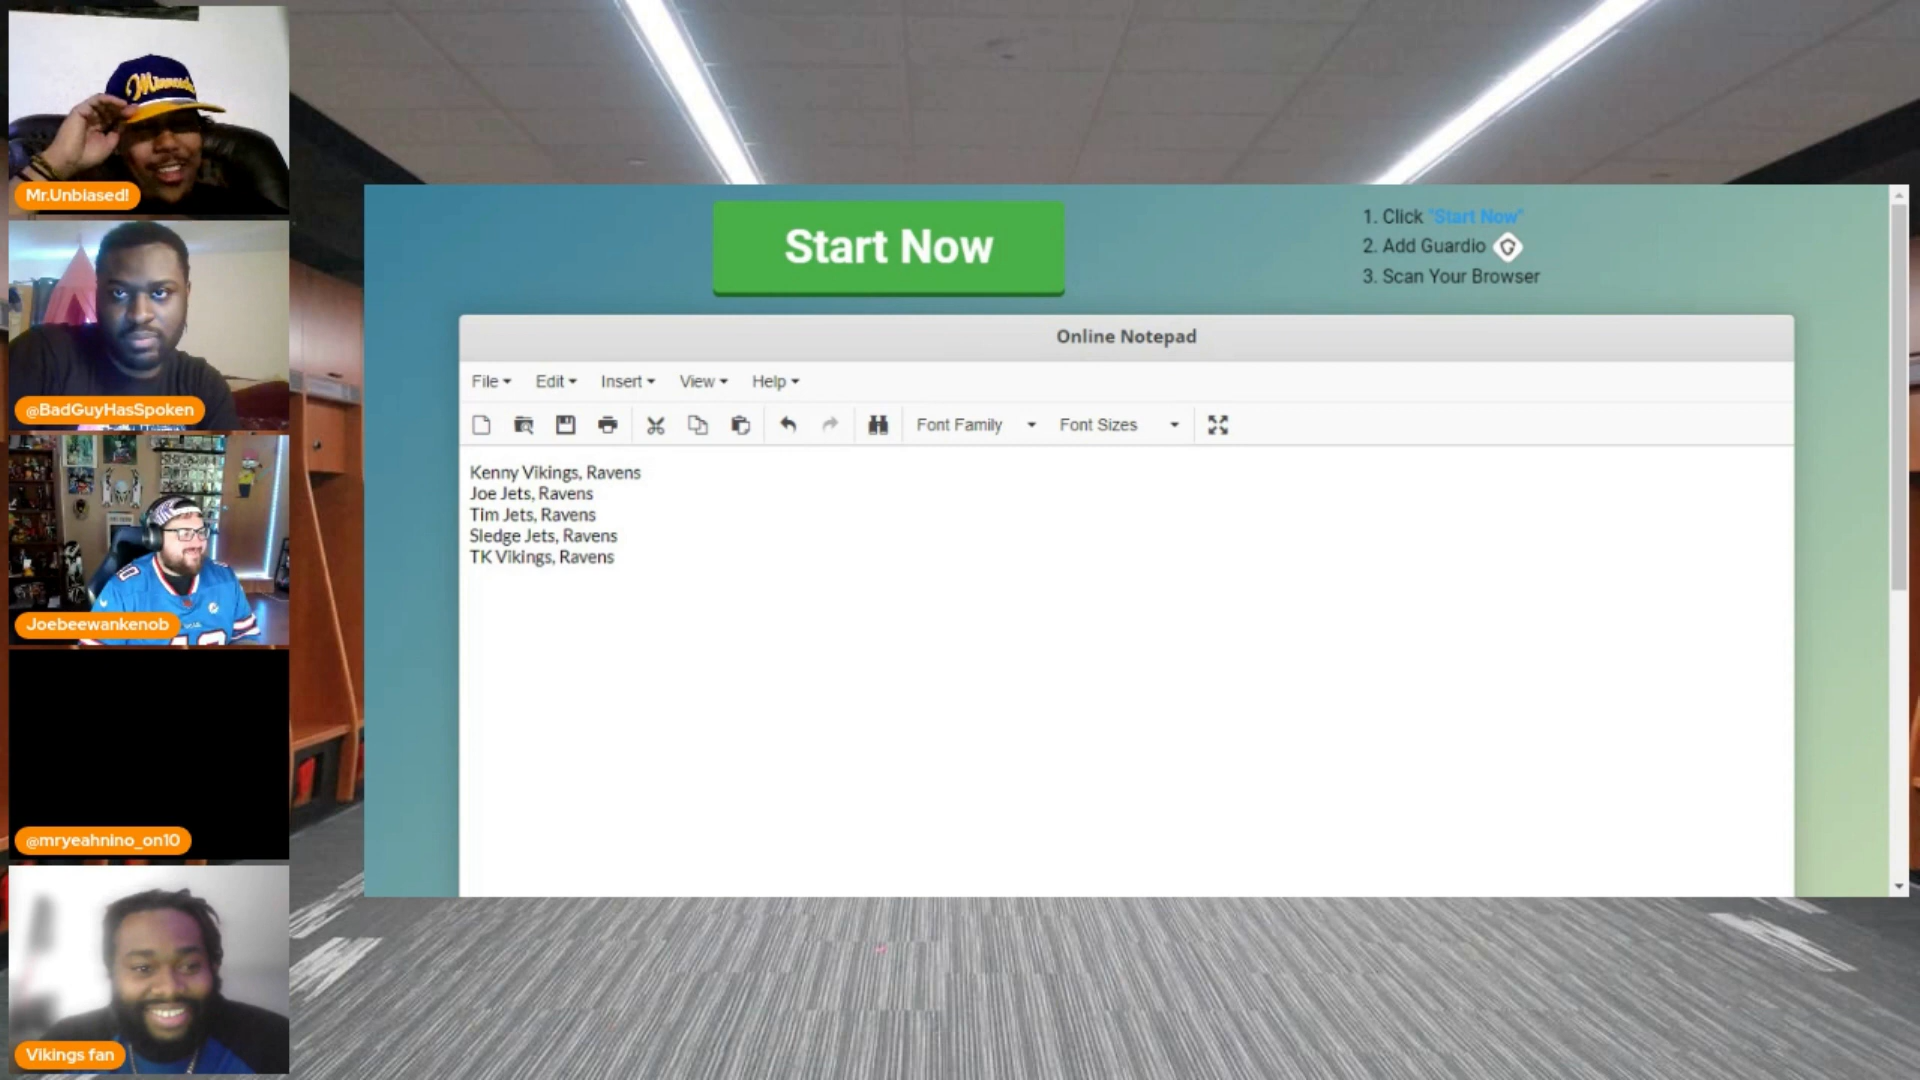 Minnesota
Mr.Unbiased!
@BadGuyHasSpoken
Joebeewankenob
@mryeahnino_on10
Vikings fan
Start Now
1. Click "Start Now"
2. Add Guardio
3. Scan Your Browser
Online Notepad
File Edit Insert View Help
Font Family Font Sizes
Kenny Vikings, Ravens
Joe Jets, Ravens
Tim Jets, Ravens
Sledge Jets, Ravens
TK Vikings, Ravens